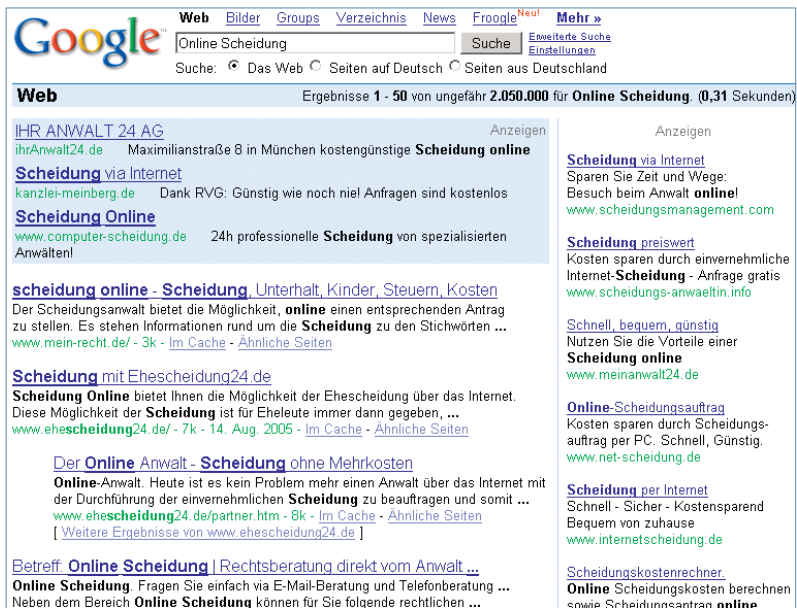 Google™
Web Bilder Groups Verzeichnis News Froogle Neu! Mehr »
Online Scheidung Suche Erweiterte Suche
Einstellungen
Suche: Das Web Seiten auf Deutsch Seiten aus Deutschland
Web Ergebnisse 1 - 50 von ungefähr 2.050.000 für Online Scheidung. (0,31 Sekunden)
IHR ANWALT 24 AG Anzeigen
ihrAnwalt24.de Maximilianstraße 8 in München kostengünstige Scheidung online
Scheidung via Internet
kanzlei-meinberg.de Dank RVG: Günstig wie noch nie! Anfragen sind kostenlos
Scheidung Online
www.computer-scheidung.de 24h professionelle Scheidung von spezialisierten
Anwälten!
scheidung online - Scheidung, Unterhalt, Kinder, Steuern, Kosten
Der Scheidungsanwalt bietet die Möglichkeit, online einen entsprechenden Antrag
zu stellen. Es stehen Informationen rund um die Scheidung zu den Stichwörten ...
www.mein-recht.de/ - 3k - Im Cache - Ähnliche Seiten
Scheidung mit Ehescheidung24.de
Scheidung Online bietet Ihnen die Möglichkeit der Ehescheidung über das Internet.
Diese Möglichkeit der Scheidung ist für Eheleute immer dann gegeben, ...
www.ehescheidung24.de/ - 7k - 14. Aug. 2005 - Im Cache - Ähnliche Seiten
Der Online Anwalt - Scheidung ohne Mehrkosten
Online-Anwalt. Heute ist es kein Problem mehr einen Anwalt über das Internet mit
der Durchführung der einvernehmlichen Scheidung zu beauftragen und somit ...
www.ehescheidung24.de/partner.htm - 8k - Im Cache - Ähnliche Seiten
[ Weitere Ergebnisse von www.ehescheidung24.de ]
Betreff: Online Scheidung | Rechtsberatung direkt vom Anwalt ...
Online Scheidung. Fragen Sie einfach via E-Mail-Beratung und Telefonberatung ...
Neben dem Bereich Online Scheidung können für Sie folgende rechtlichen ...
Anzeigen
Scheidung via Internet
Sparen Sie Zeit und Wege:
Besuch beim Anwalt online!
www.scheidungsmanagement.com
Scheidung preiswert
Kosten sparen durch einvernehmliche
Internet-Scheidung - Anfrage gratis
www.scheidungs-anwaeltin.info
Schnell, bequem, günstig
Nutzen Sie die Vorteile einer
Scheidung online
www.meinanwalt24.de
Online-Scheidungsauftrag
Kosten sparen durch Scheidungs-
auftrag per PC. Schnell, Günstig.
www.net-scheidung.de
Scheidung per Internet
Schnell - Sicher - Kostensparend
Bequem von zuhause
www.internetscheidung.de
Scheidungskostenrechner.
Online Scheidungskosten berechnen
sowie Scheidungsantrag online